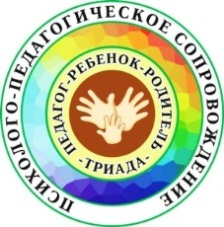 ПСИХОЛОГО-ПЕДАГОГИЧЕСКОЕ СОПРОВОЖДЕНИЕ
ПЕДАГОГ-РЕБЕНОК-РОДИТЕЛЬ
-ТРИАДА-